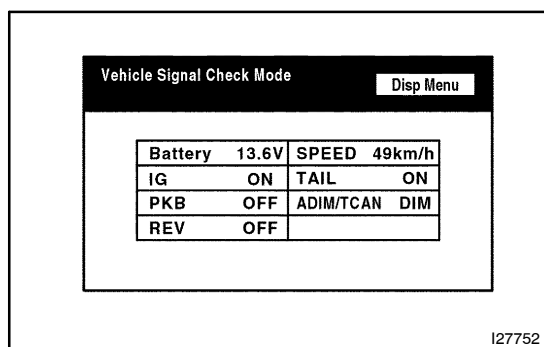 Vehicle Signal Check Mode
Disp Menu
Battery 13.6V SPEED 49km/h
IG ON TAIL ON
PKB OFF ADIM/TCAN DIM
REV OFF
I27752